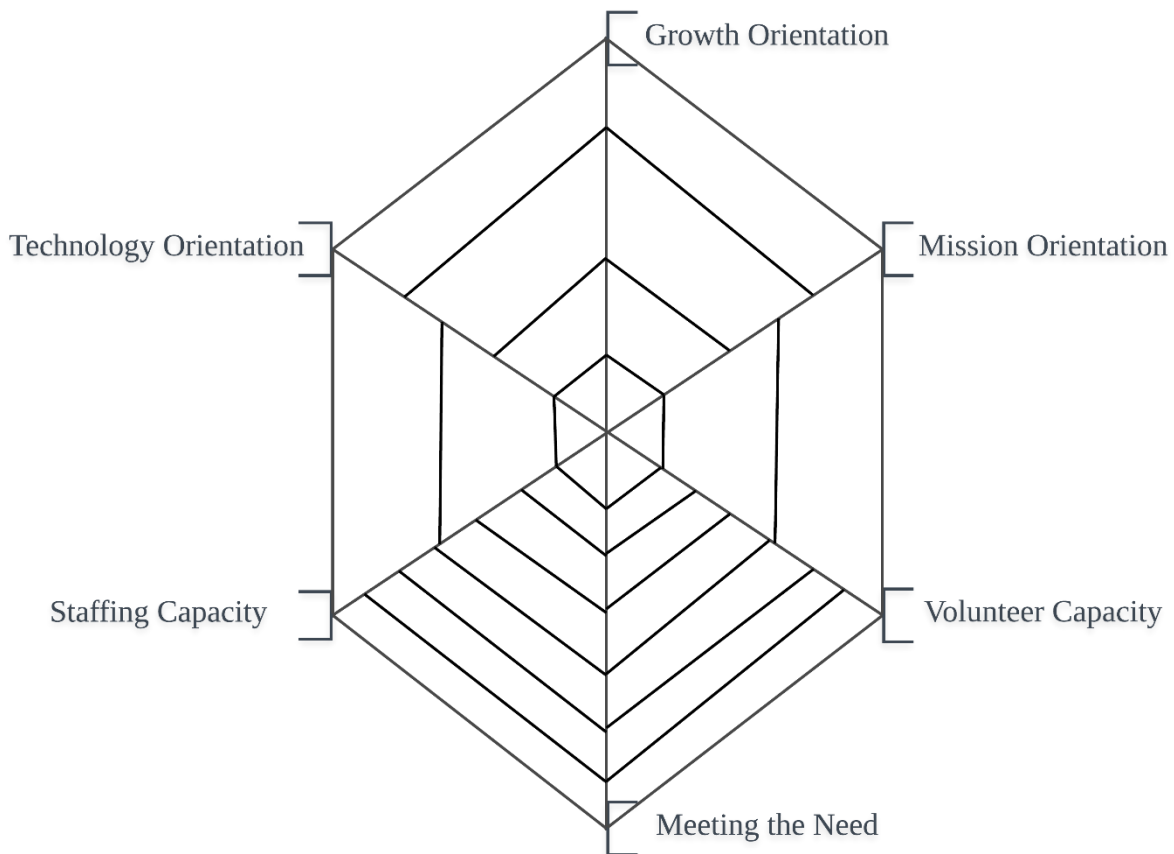 Growth Orientation
Technology Orientation
Mission Orientation
Staffing Capacity
Volunteer Capacity
Meeting the Need